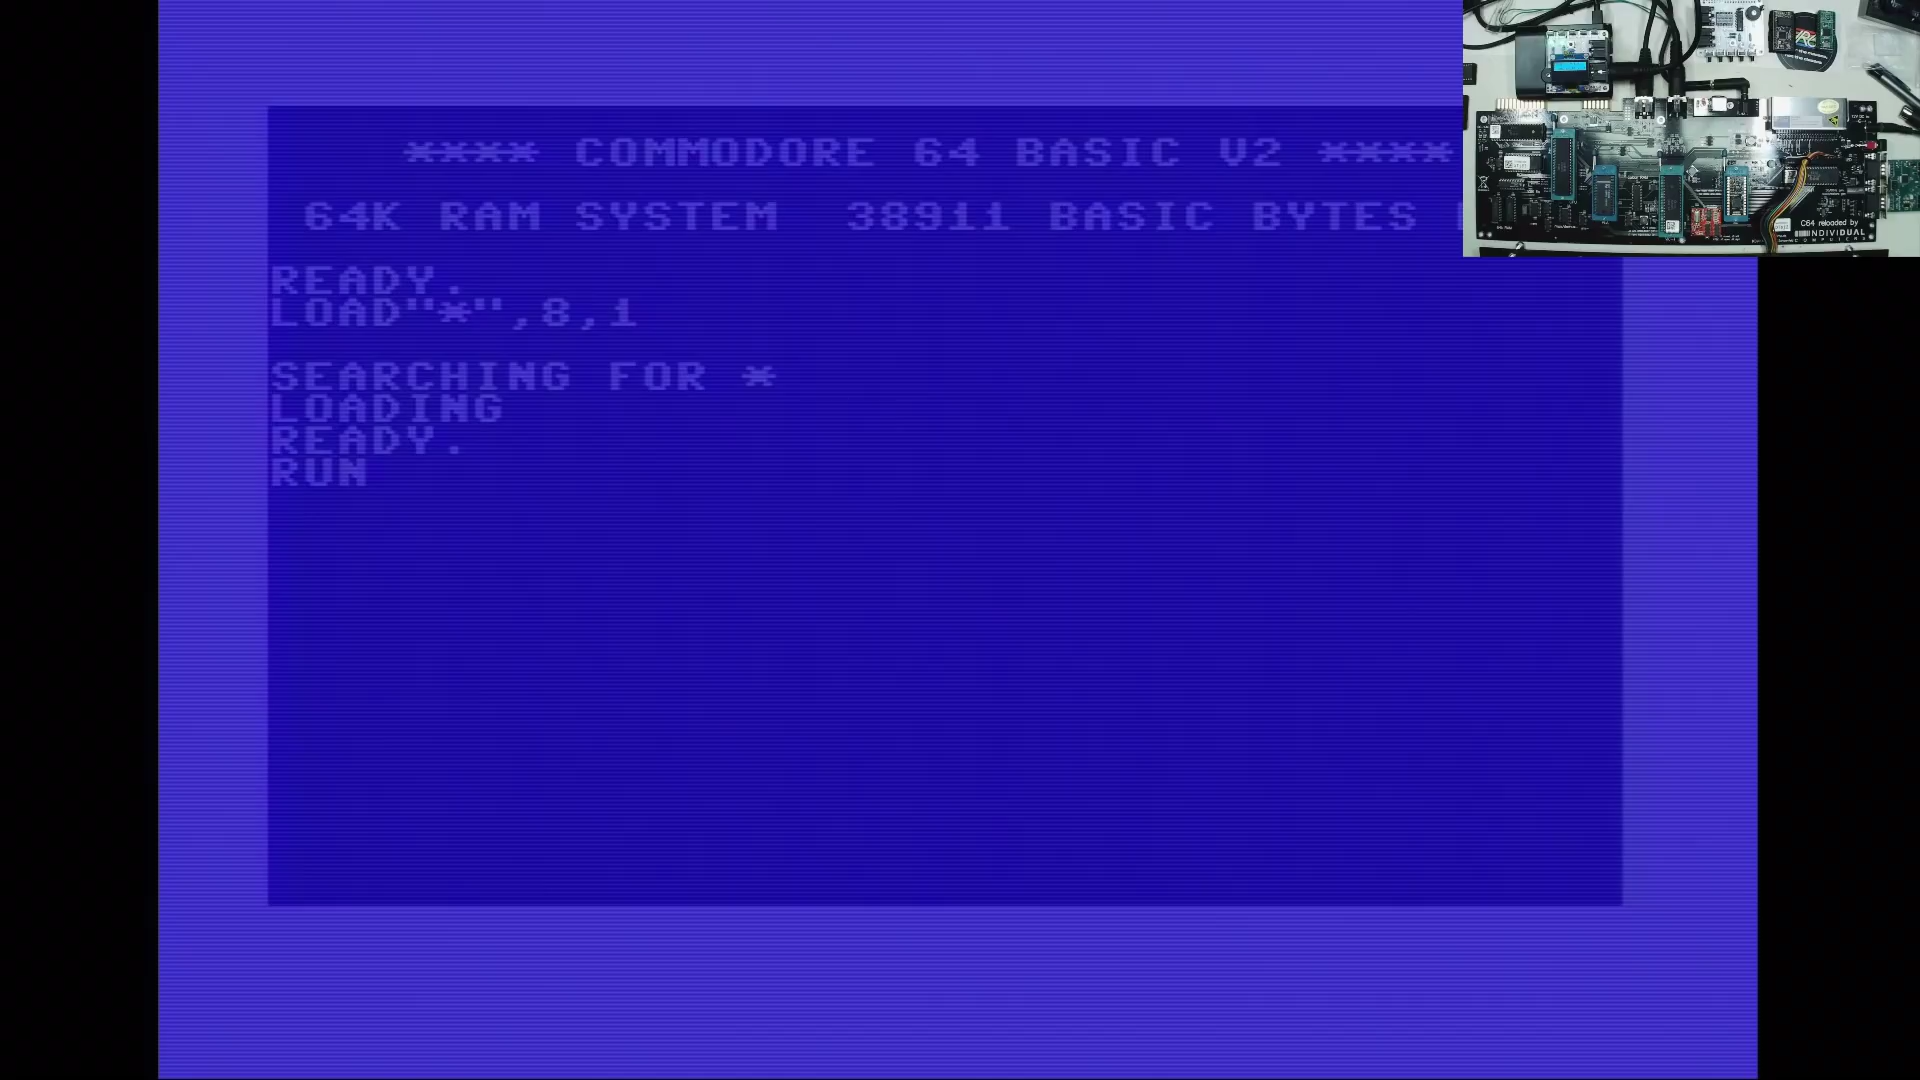 **** COMMODORE 64 BASIC V2 ****
64K RAM SYSTEM  38911 BASIC BYTES
READY.
LOAD"*",8,1
SEARCHING FOR *
LOADING
READY.
RUN
C64 reloaded by
INDIVIDUAL
COMPUTERS